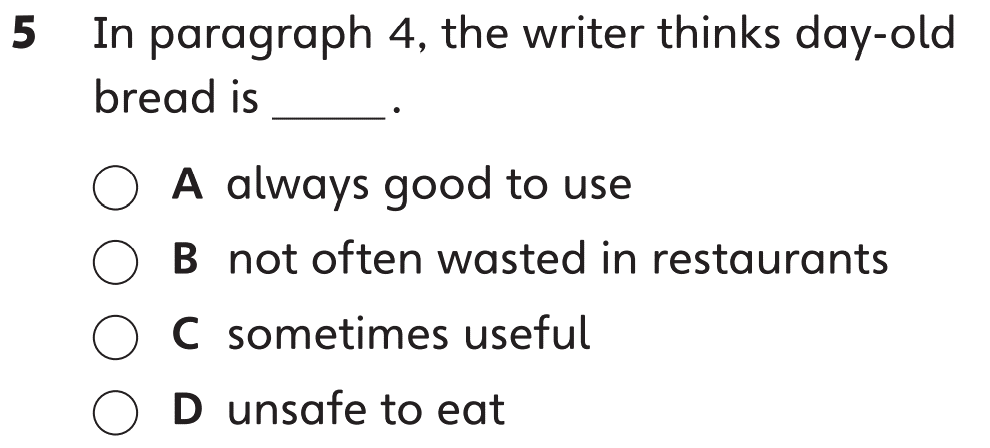 5 In paragraph 4, the writer thinks day-old
bread is _____ .
A always good to use
B not often wasted in restaurants
C sometimes useful
D unsafe to eat